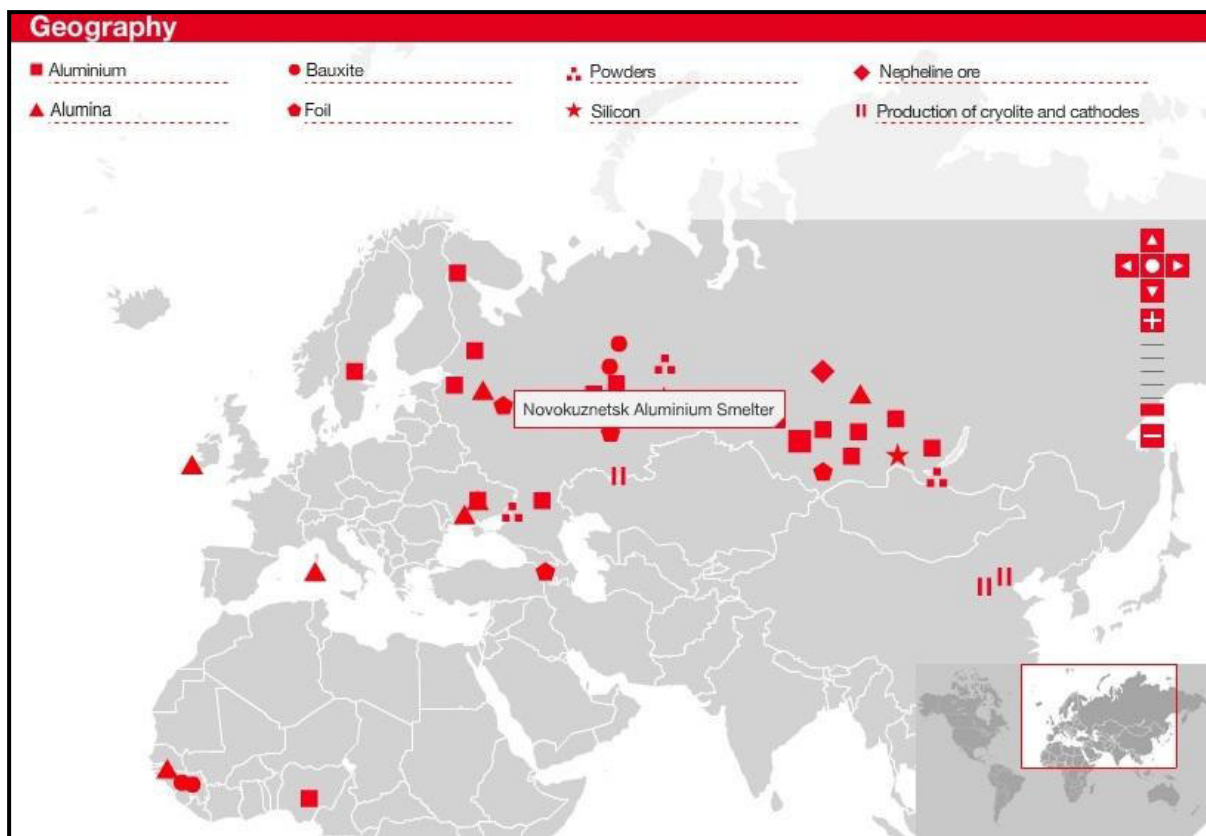 Geography
Aluminium
Bauxite
Powders
Nepheline ore
Alumina
Foil
Silicon
Production of cryolite and cathodes
Novokuznetsk Aluminium Smelter